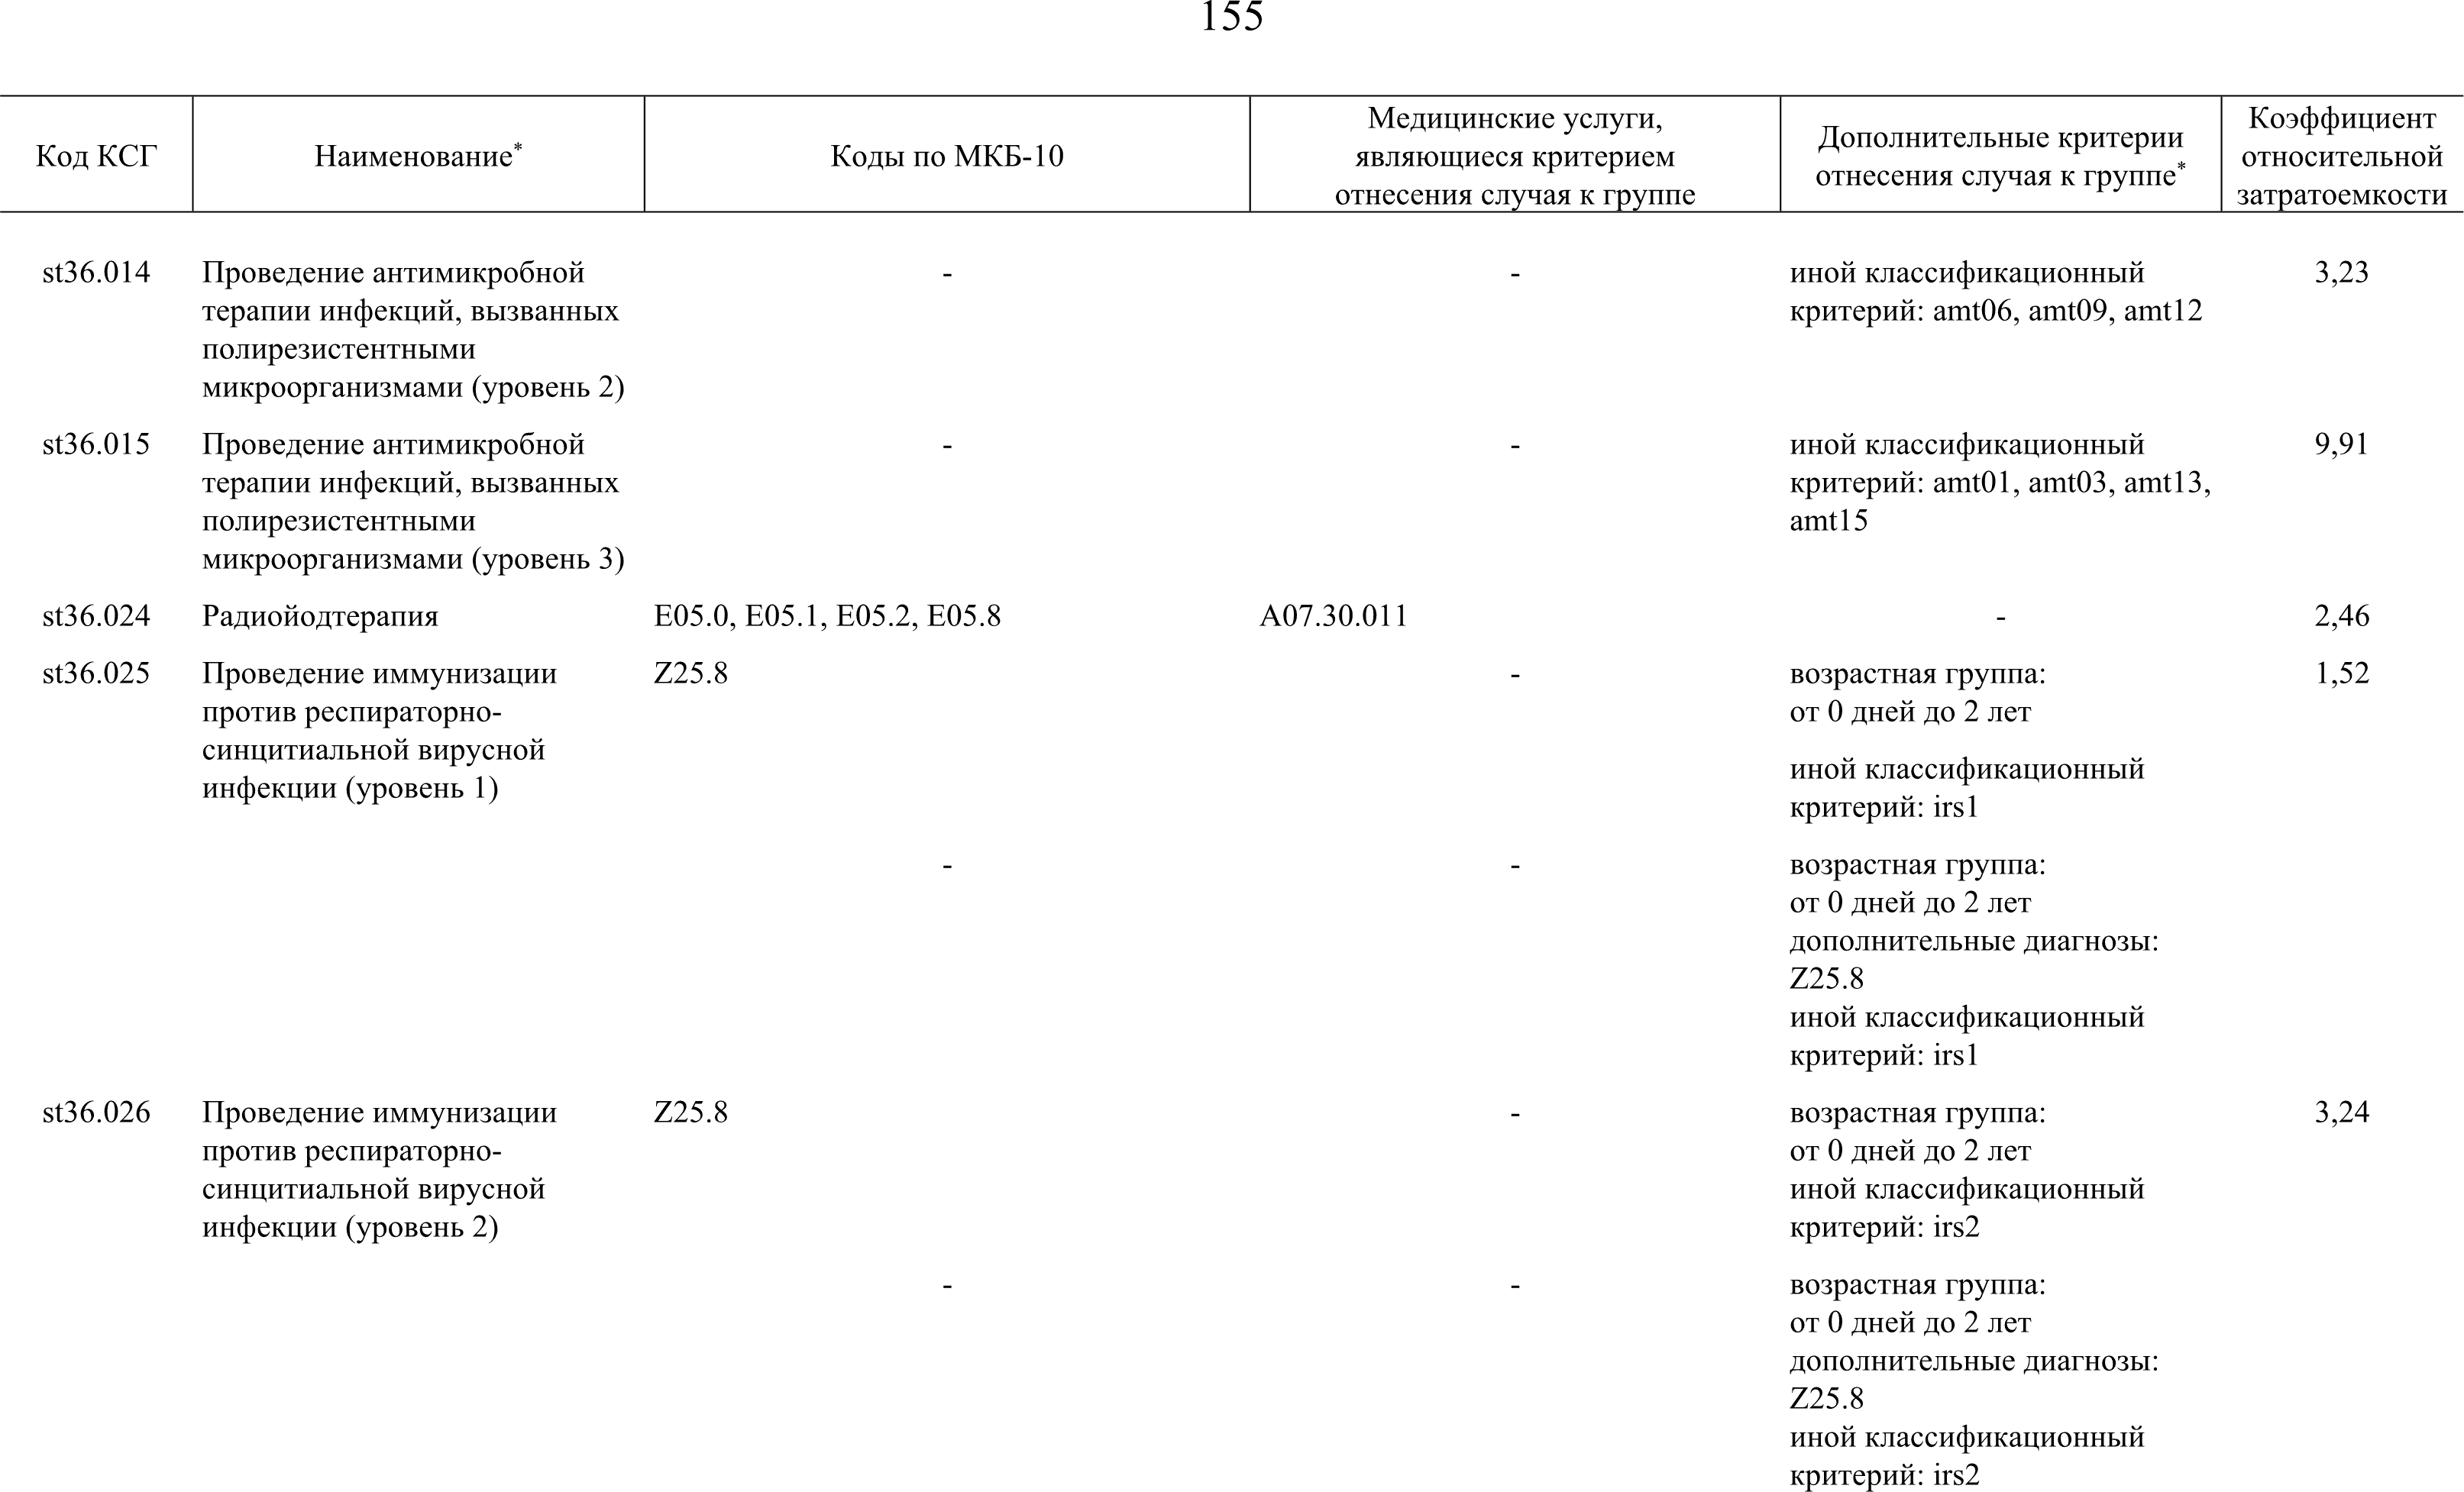 155
Код КСГ
Наименование*
Коды по МКБ-10
Медицинские услуги,
являющиеся критерием
отнесения случая к группе
Дополнительные критерии
отнесения случая к группе*
Коэффициент
относительной
затратоемкости
st36.014
Проведение антимикробной
терапии инфекций, вызванных
полирезистентными
микроорганизмами (уровень 2)
-
-
иной классификационный
критерий: amt06, amt09, amt12
3,23
st36.015
Проведение антимикробной
терапии инфекций, вызванных
полирезистентными
микроорганизмами (уровень 3)
-
-
иной классификационный
критерий: amt01, amt03, amt13,
amt15
9,91
st36.024
Радиойодтерапия
E05.0, E05.1, E05.2, E05.8
A07.30.011
-
2,46
st36.025
Проведение иммунизации
против респираторно-
синцитиальной вирусной
инфекции (уровень 1)
Z25.8
-
возрастная группа:
от 0 дней до 2 лет
иной классификационный
критерий: irs1
1,52
-
-
возрастная группа:
от 0 дней до 2 лет
дополнительные диагнозы:
Z25.8
иной классификационный
критерий: irs1
st36.026
Проведение иммунизации
против респираторно-
синцитиальной вирусной
инфекции (уровень 2)
Z25.8
-
возрастная группа:
от 0 дней до 2 лет
иной классификационный
критерий: irs2
3,24
-
-
возрастная группа:
от 0 дней до 2 лет
дополнительные диагнозы:
Z25.8
иной классификационный
критерий: irs2